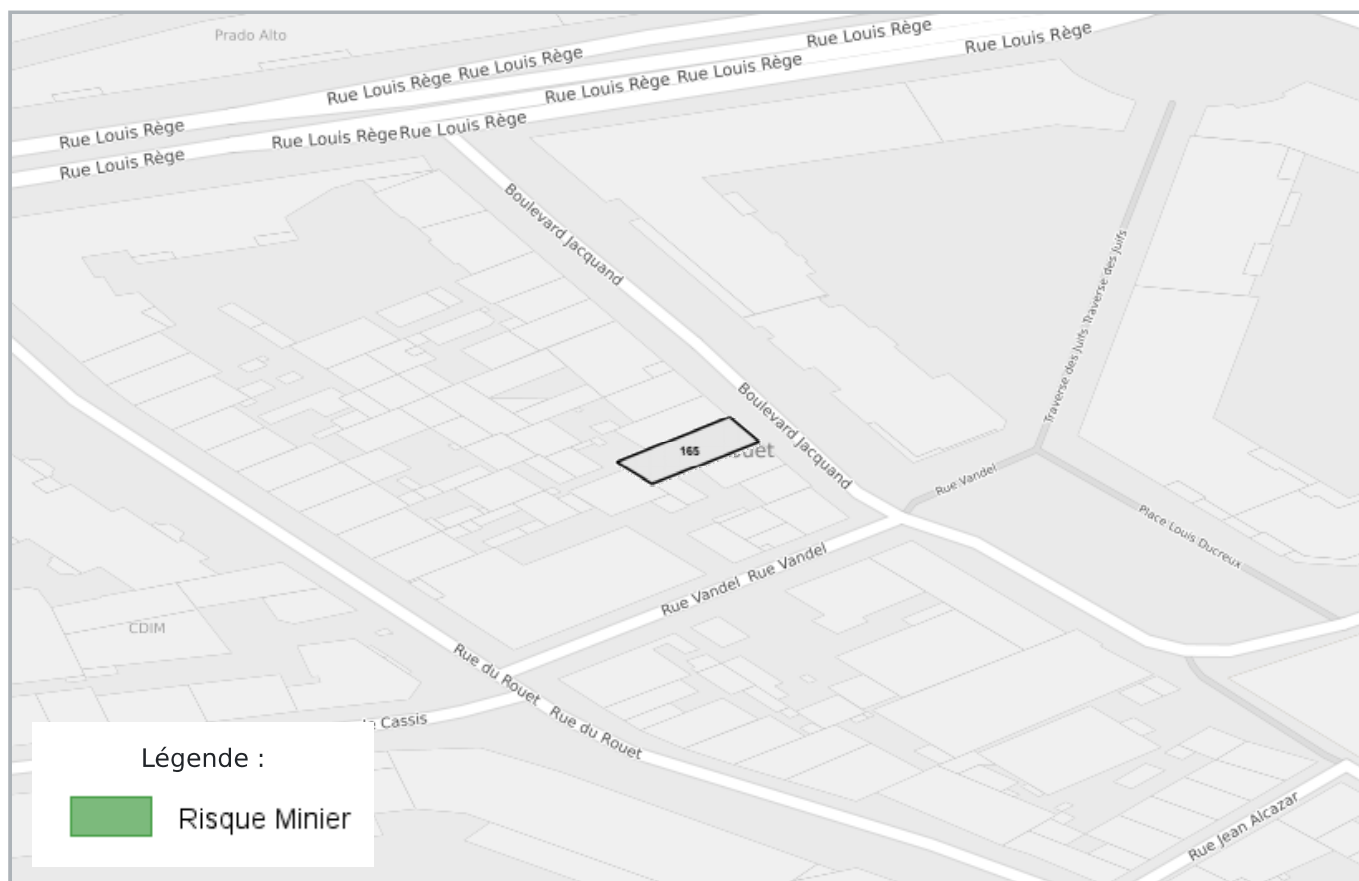 Prado Alto
Rue Louis Rège
Rue Louis Rège
Rue Louis Rège
Rue Louis Rège
Rue Louis Rège
Rue Louis Rège
Rue Louis Rège
Rue Louis Rège
Rue Louis Rège
Rue Louis Rège
Boulevard Jacquand
Traverse des Juifs
Traverse des Juifs
Boulevard Jacquand
165
Rue Vandel
Place Louis Ducreux
Rue Vandel
Rue Vandel
CDIM
Rue du Rouet
Rue du Rouet
Cassis
Légende :
Risque Minier
Rue Jean Alcazar